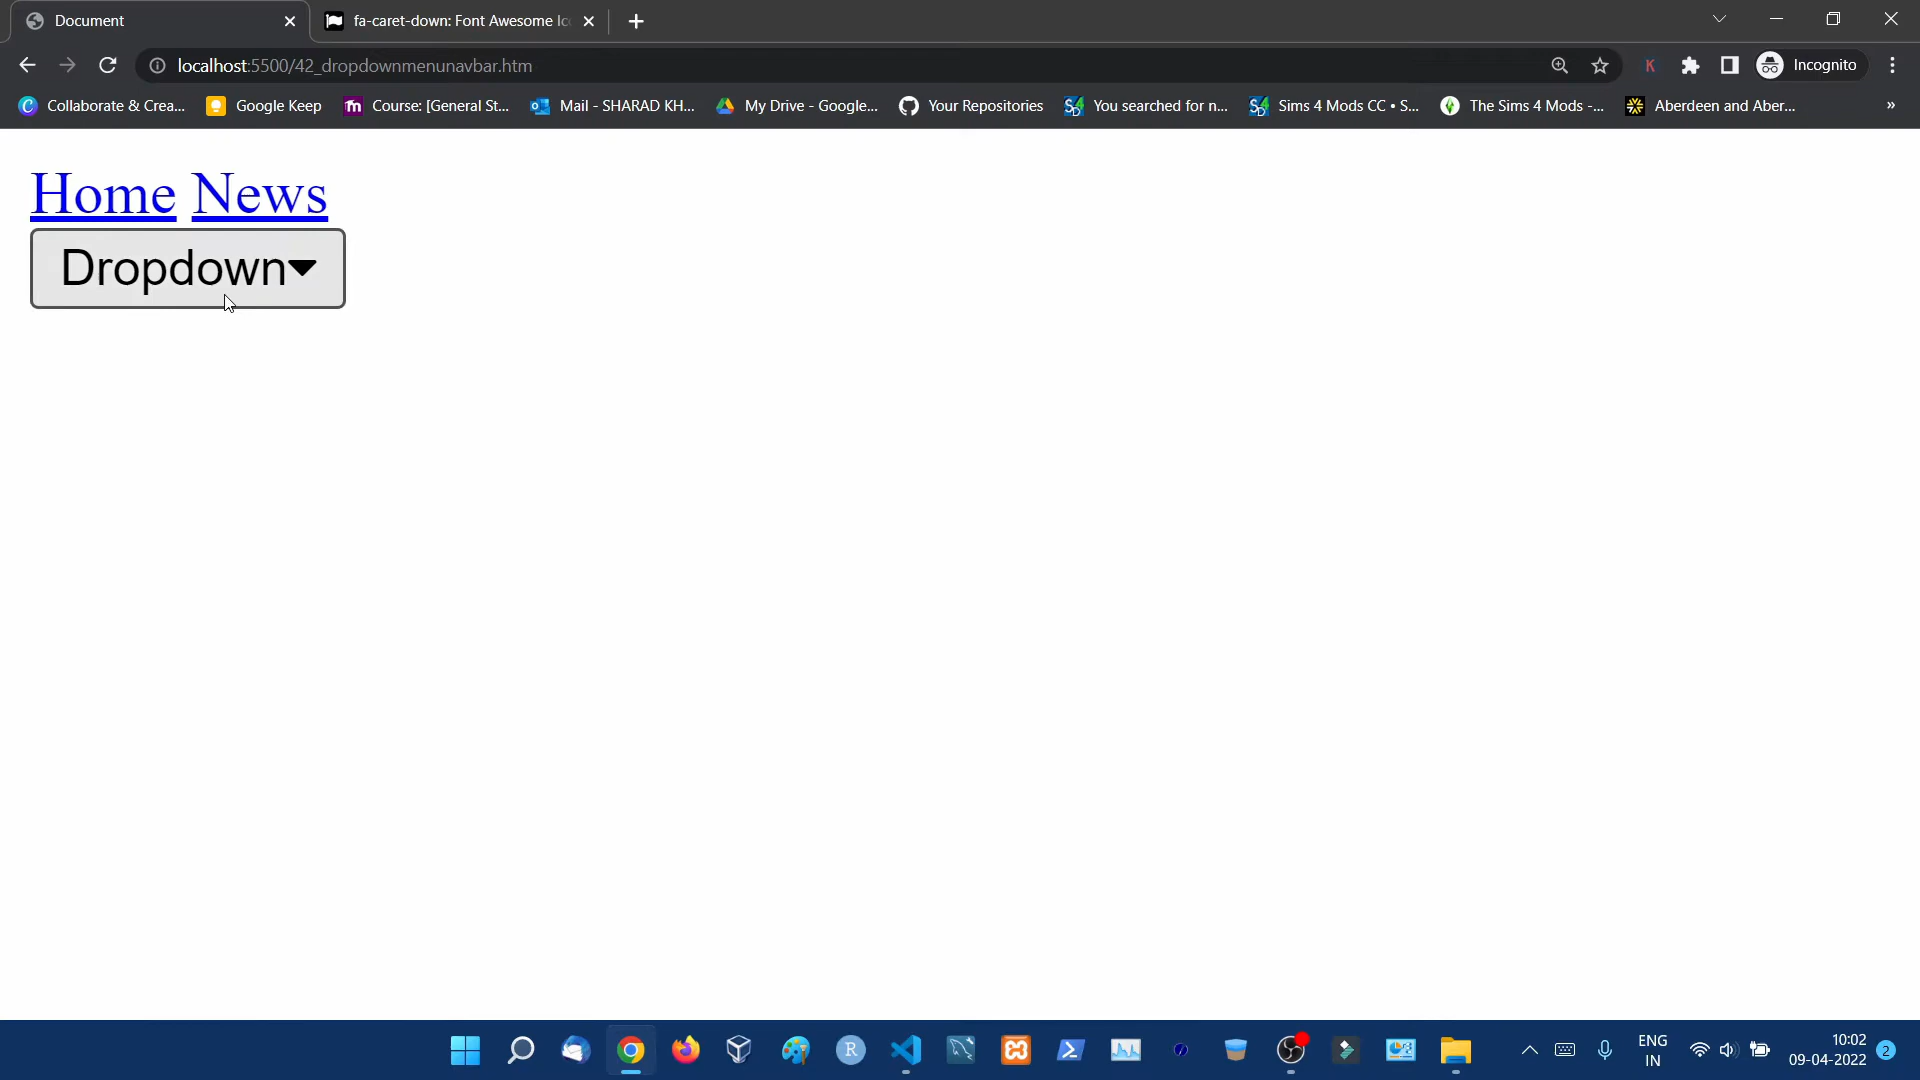 Document
fa-caret-down: Font Awesome Ic
localhost:5500/42_dropdownmenunavbar.htm
K
Incognito
Collaborate & Crea... Google Keep Course: [General St... Mail - SHARAD KH... My Drive - Google... Your Repositories You searched for n... Sims 4 Mods CC • S... The Sims 4 Mods -... Aberdeen and Aber... »
Home News
Dropdown
R
ENG
IN
10:02
09-04-2022
2